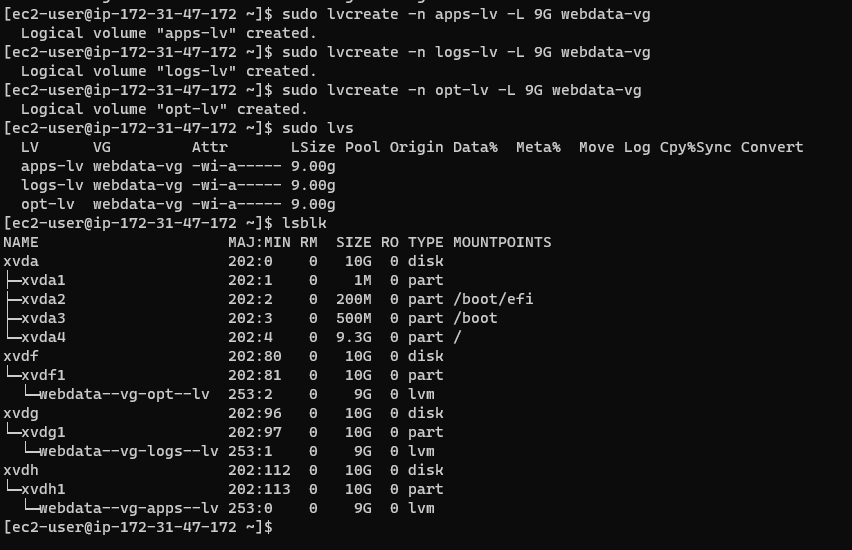 [ec2-user@ip-172-31-47-172 ~]$ sudo lvcreate -n apps-lv -L 9G webdata-vg
  Logical volume "apps-lv" created.
[ec2-user@ip-172-31-47-172 ~]$ sudo lvcreate -n logs-lv -L 9G webdata-vg
  Logical volume "logs-lv" created.
[ec2-user@ip-172-31-47-172 ~]$ sudo lvcreate -n opt-lv -L 9G webdata-vg
  Logical volume "opt-lv" created.
[ec2-user@ip-172-31-47-172 ~]$ sudo lvs
  LV      VG         Attr       LSize Pool Origin Data%  Meta%  Move Log Cpy%Sync Convert
  apps-lv webdata-vg -wi-a----- 9.00g
  logs-lv webdata-vg -wi-a----- 9.00g
  opt-lv  webdata-vg -wi-a----- 9.00g
[ec2-user@ip-172-31-47-172 ~]$ lsblk
NAME                     MAJ:MIN RM  SIZE RO TYPE MOUNTPOINTS
xvda                     202:0    0   10G  0 disk
├─xvda1                  202:1    0    1M  0 part
├─xvda2                  202:2    0  200M  0 part /boot/efi
├─xvda3                  202:3    0  500M  0 part /boot
└─xvda4                  202:4    0  9.3G  0 part /
xvdf                     202:80   0   10G  0 disk
└─xvdf1                  202:81   0   10G  0 part
  └─webdata--vg-opt--lv  253:2    0    9G  0 lvm
xvdg                     202:96   0   10G  0 disk
└─xvdg1                  202:97   0   10G  0 part
  └─webdata--vg-logs--lv 253:1    0    9G  0 lvm
xvdh                     202:112  0   10G  0 disk
└─xvdh1                  202:113  0   10G  0 part
  └─webdata--vg-apps--lv 253:0    0    9G  0 lvm
[ec2-user@ip-172-31-47-172 ~]$